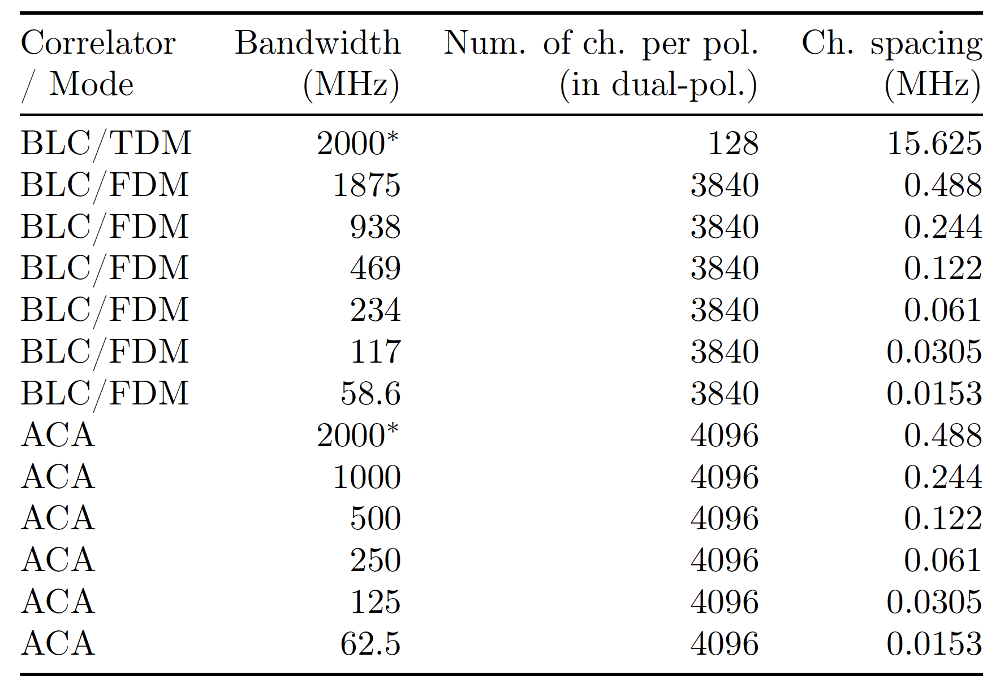 Correlator Bandwidth Num. of ch. per pol. Ch. spacing
/ Mode (MHz) (in dual-pol.) (MHz)
BLC/TDM 2000* 128 15.625
BLC/FDM 1875 3840 0.488
BLC/FDM 938 3840 0.244
BLC/FDM 469 3840 0.122
BLC/FDM 234 3840 0.061
BLC/FDM 117 3840 0.0305
BLC/FDM 58.6 3840 0.0153
ACA 2000* 4096 0.488
ACA 1000 4096 0.244
ACA 500 4096 0.122
ACA 250 4096 0.061
ACA 125 4096 0.0305
ACA 62.5 4096 0.0153